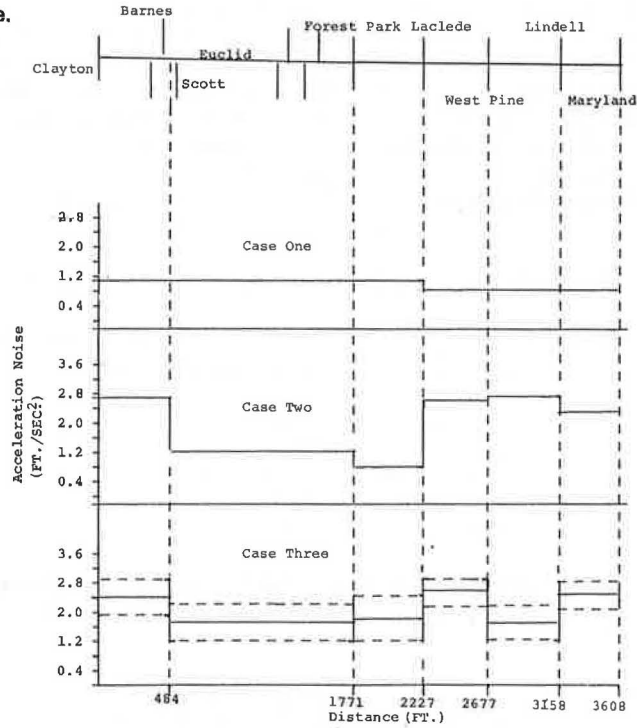 e.
Barnes
Forest Park Laclede Lindell
Euclid
Clayton
Scott
West Pine Maryland
2.8
2.0
Case One
1.2
0.4
3.6
2.8
Case Two
2.0
1.2
0.4
Acceleration Noise
(FT./SEC²)
3.6
Case Three
2.8
2.0
1.2
0.4
484 1771 2227 2677 3158 3608
Distance (FT.)